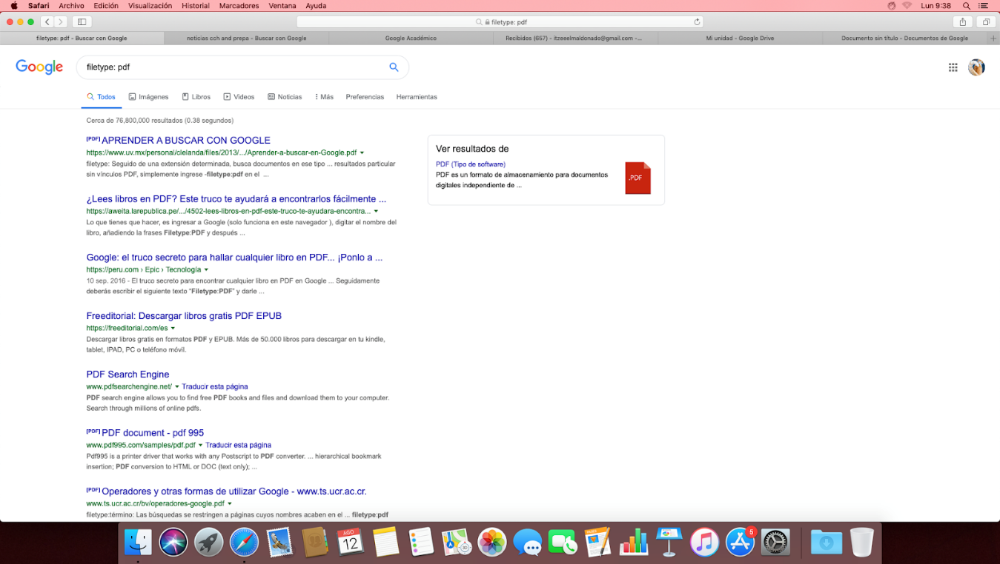 Safari Archivo Edición Visualización Historial Marcadores Ventana Ayuda Lun 9:38
filetype: pdf
filetype: pdf - Buscar con Google
noticias cch and prepa - Buscar con Google
Google Académico
Recibidos (657) - itzeeelmaldonado@gmail.com -...
Mi unidad - Google Drive
Documento sin título - Documentos de Google
Google
filetype: pdf
Todos Imágenes Libros Videos Noticias Más Preferencias Herramientas
Cerca de 76,800,000 resultados (0.38 segundos)
[PDF] APRENDER A BUSCAR CON GOOGLE
https://www.uv.mx/personal/clelanda/files/2013/.../Aprender-a-buscar-en-Google.pdf
filetype: Seguido de una extensión determinada, busca documentos en ese tipo ... resultados particular
sin vínculos PDF, simplemente ingrese -filetype:pdf en el ...
¿Lees libros en PDF? Este truco te ayudará a encontrarlos fácilmente ...
https://aweita.larepublica.pe/.../4502-lees-libros-en-pdf-este-truco-te-ayudara-encontra...
Lo que tienes que hacer, es ingresar a Google (solo funciona en este navegador ), digitar el nombre del
libro, añadiendo la frases Filetype:PDF y después ...
Google: el truco secreto para hallar cualquier libro en PDF... ¡Ponlo a ...
https://peru.com › Epic › Tecnología
10 sep. 2016 - El truco secreto para encontrar cualquier libro en PDF en Google ... Seguidamente
deberás escribir el siguiente texto "Filetype:PDF" y darle ...
Freeditorial: Descargar libros gratis PDF EPUB
https://freeditorial.com/es
Descargar libros gratis en formatos PDF y EPUB. Más de 50.000 libros para descargar en tu kindle,
tablet, IPAD, PC o teléfono móvil.
PDF Search Engine
www.pdfsearchengine.net/ Traducir esta página
PDF search engine allows you to find free PDF books and files and download them to your computer.
Search through millions of online pdfs.
[PDF] PDF document - pdf 995
www.pdf995.com/samples/pdf.pdf Traducir esta página
Pdf995 is a printer driver that works with any Postscript to PDF converter. ... hierarchical bookmark
insertion; PDF conversion to HTML or DOC (text only); ...
[PDF] Operadores y otras formas de utilizar Google - www.ts.ucr.ac.cr.
www.ts.ucr.ac.cr/bv/operadores-google.pdf
filetype:término: Las búsquedas se restringen a páginas cuyos nombres acaben en el ... filetype:pdf
Ver resultados de
PDF (Tipo de software)
PDF es un formato de almacenamiento para documentos
digitales independiente de ...
.PDF
AGO
12
5